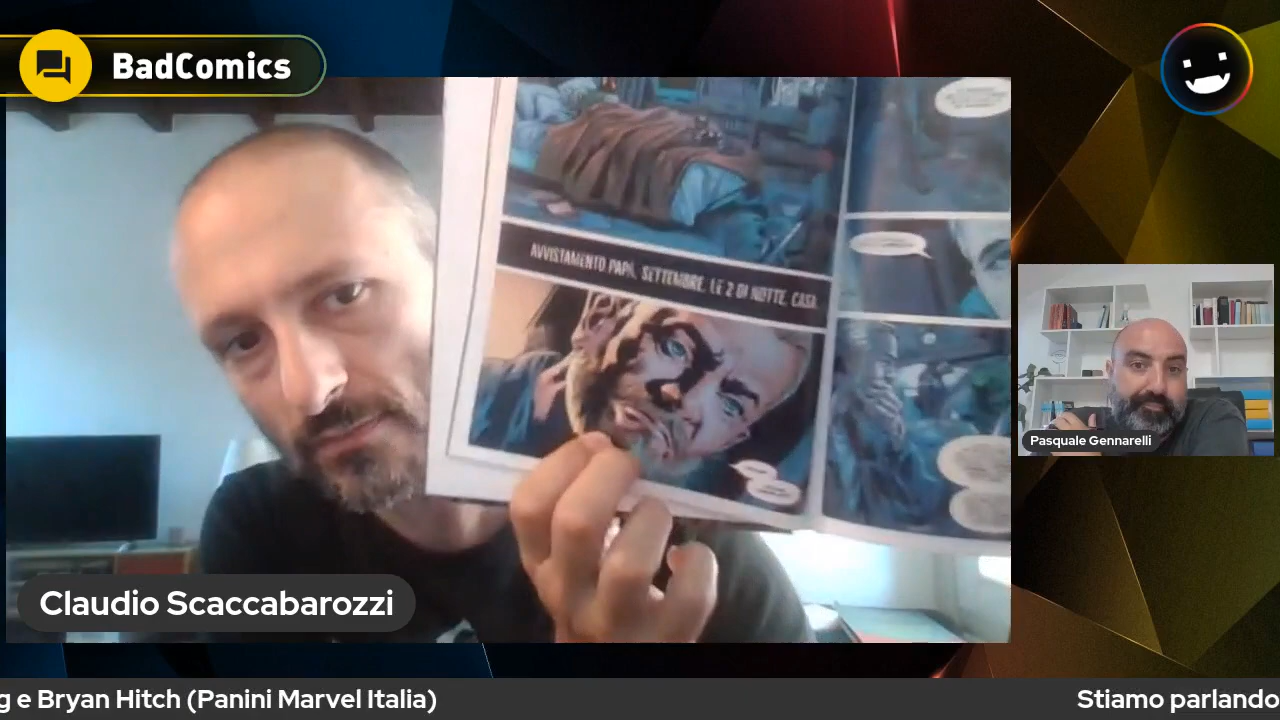 BadComics
AVVISTAMENTO PAPÀ. SETTEMBRE. LE 2 DI NOTTE. CASA.
Pasquale Gennarelli
Claudio Scaccabarozzi
g e Bryan Hitch (Panini Marvel Italia)
Stiamo parlando